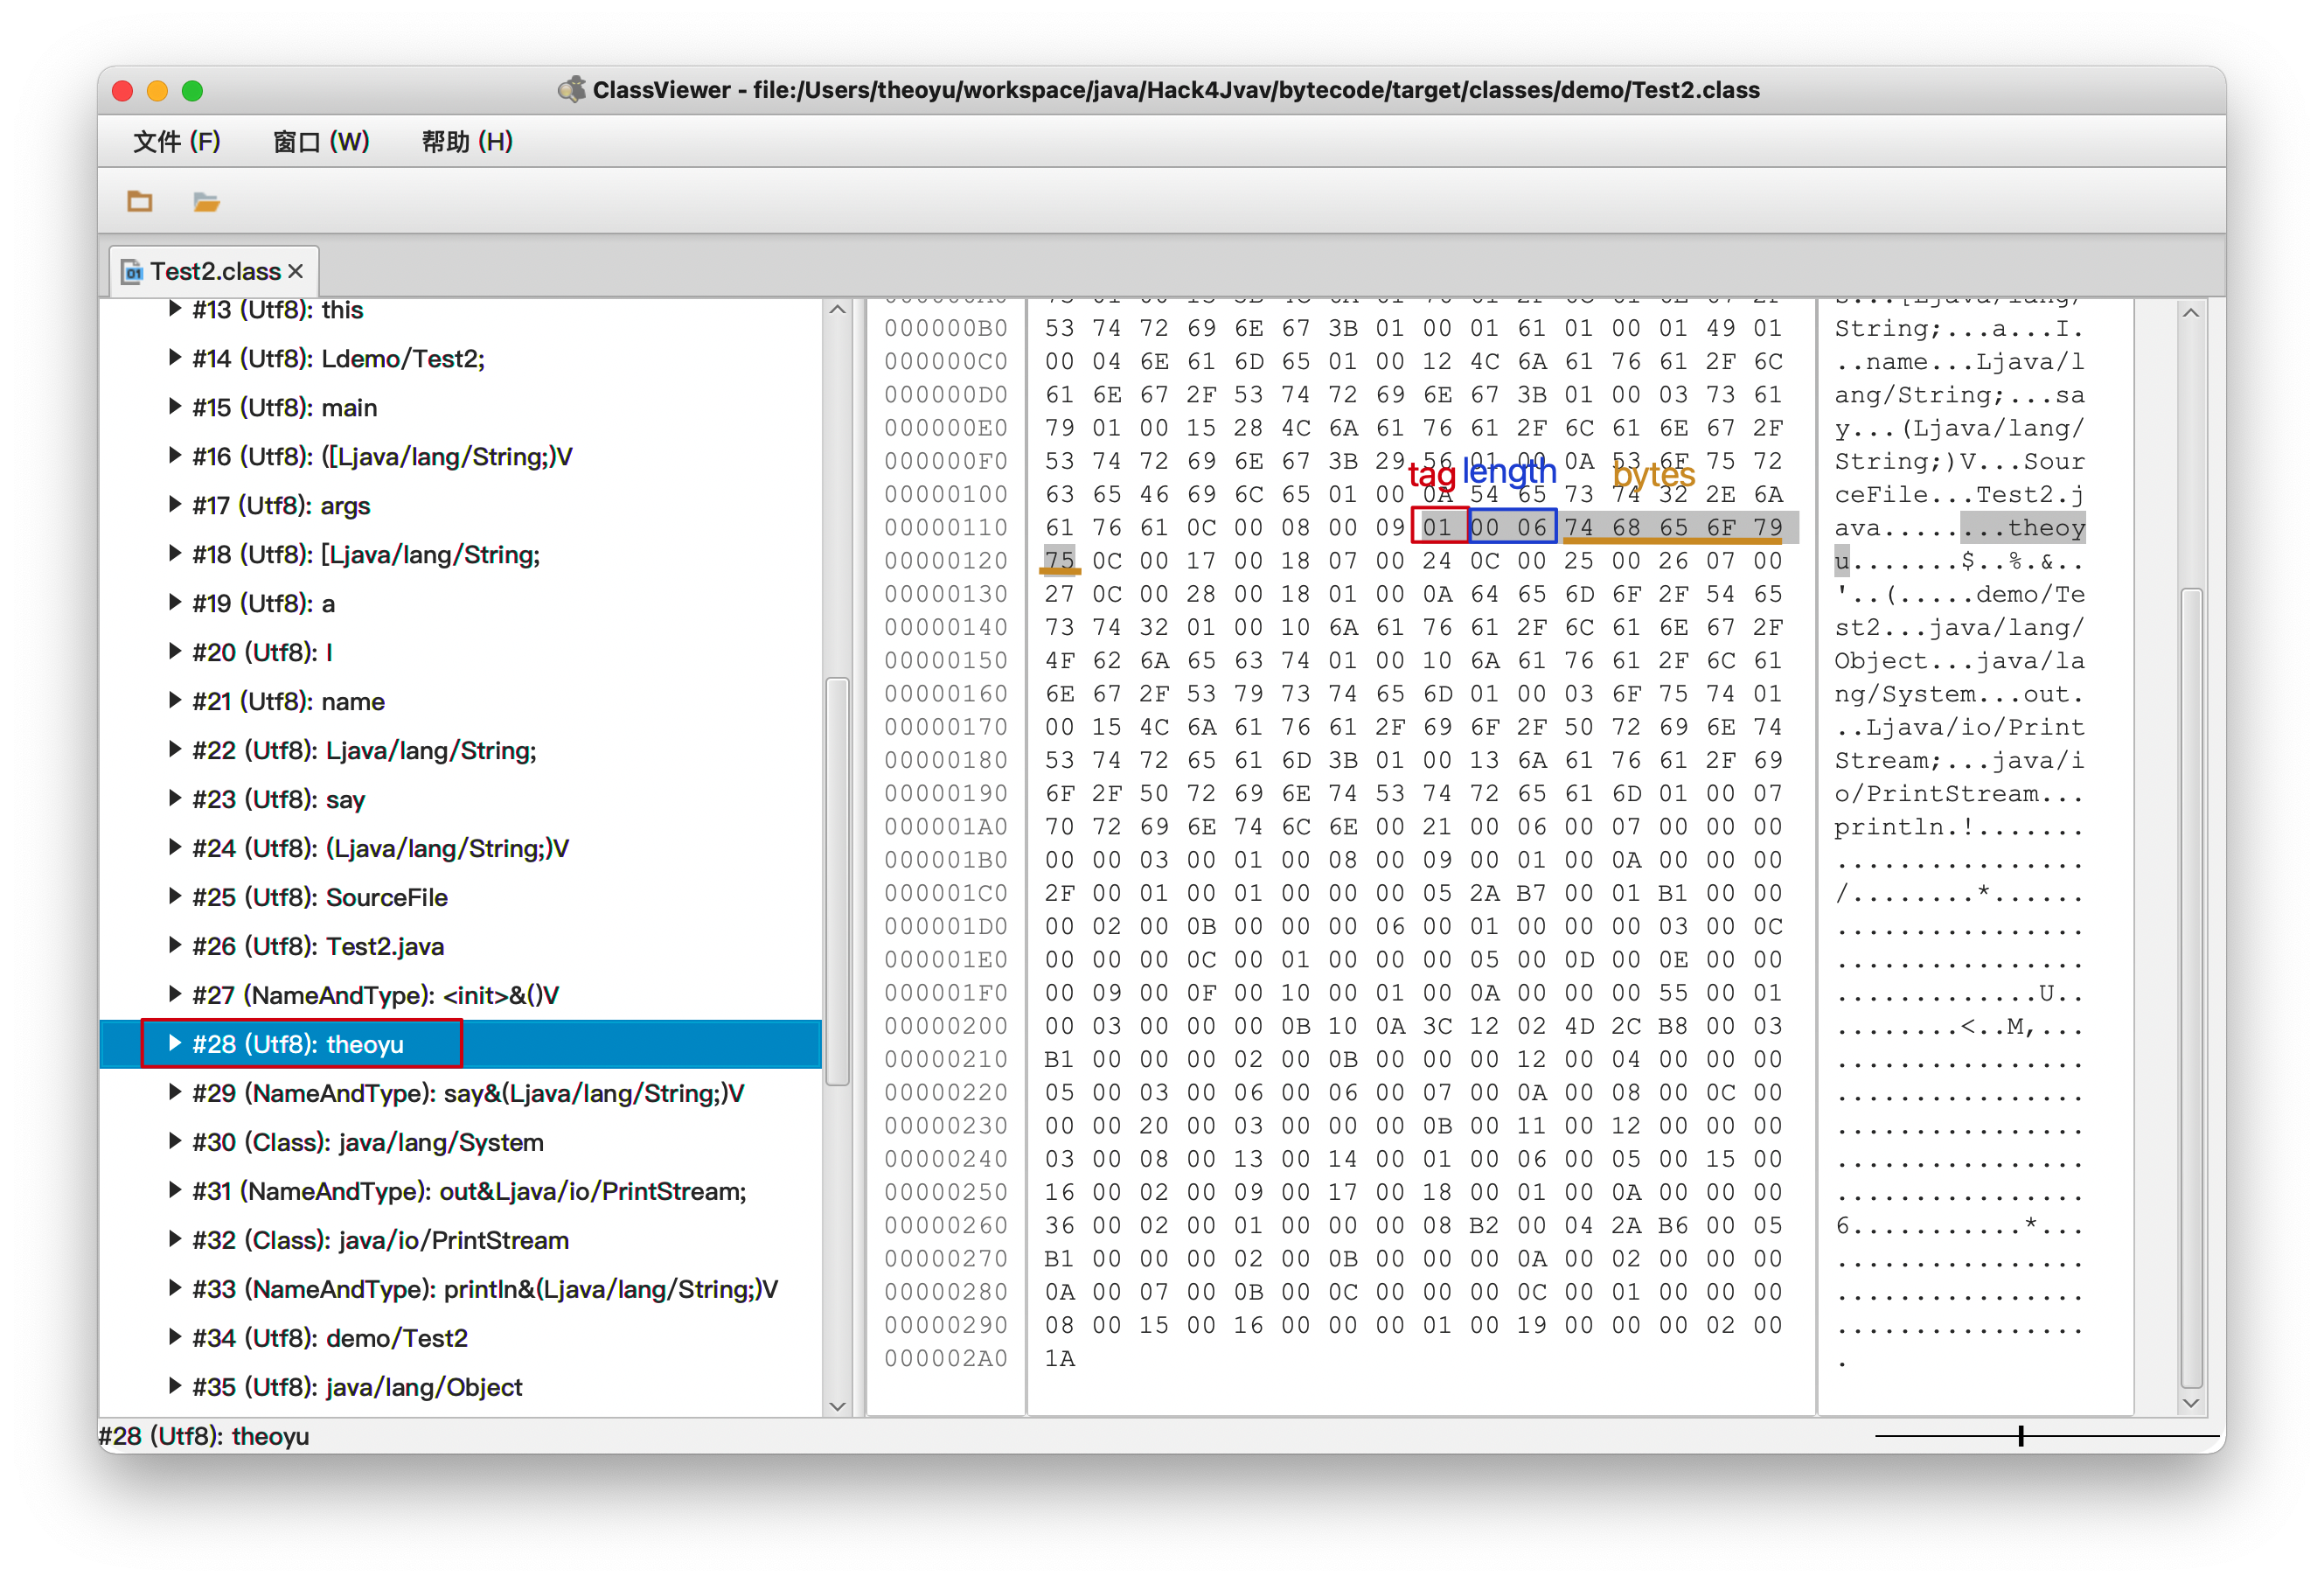 ClassViewer - file:/Users/theoyu/workspace/java/Hack4Jvav/bytecode/target/classes/demo/Test2.class
文件 (F) 窗口 (W) 帮助 (H)
Test2.class
#13 (Utf8): this
#14 (Utf8): Ldemo/Test2;
#15 (Utf8): main
#16 (Utf8): ([Ljava/lang/String;)V
#17 (Utf8): args
#18 (Utf8): [Ljava/lang/String;
#19 (Utf8): a
#20 (Utf8): I
#21 (Utf8): name
#22 (Utf8): Ljava/lang/String;
#23 (Utf8): say
#24 (Utf8): (Ljava/lang/String;)V
#25 (Utf8): SourceFile
#26 (Utf8): Test2.java
#27 (NameAndType): <init>&()V
#28 (Utf8): theoyu
#29 (NameAndType): say&(Ljava/lang/String;)V
#30 (Class): java/lang/System
#31 (NameAndType): out&Ljava/io/PrintStream;
#32 (Class): java/io/PrintStream
#33 (NameAndType): println&(Ljava/lang/String;)V
#34 (Utf8): demo/Test2
#35 (Utf8): java/lang/Object
000000B0 53 74 72 69 6E 67 3B 01 00 01 61 01 00 01 49 01 String;...a...I.
000000C0 00 04 6E 61 6D 65 01 00 12 4C 6A 61 76 61 2F 6C ..name...Ljava/l
000000D0 61 6E 67 2F 53 74 72 69 6E 67 3B 01 00 03 73 61 ang/String;...sa
000000E0 79 01 00 15 28 4C 6A 61 76 61 2F 6C 61 6E 67 2F y...(Ljava/lang/
000000F0 53 74 72 69 6E 67 3B 29 56 01 00 0A 53 6F 75 72 String;)V...Sour
tag length bytes
00000100 63 65 46 69 6C 65 01 00 0A 54 65 73 74 32 2E 6A ceFile...Test2.j
00000110 61 76 61 0C 00 08 00 09 01 00 06 74 68 65 6F 79 ava........theoy
00000120 75 0C 00 17 00 18 07 00 24 0C 00 25 00 26 07 00 u.......$..%.&..
00000130 27 0C 00 28 00 18 01 00 0A 64 65 6D 6F 2F 54 65 '..(.....demo/Te
00000140 73 74 32 01 00 10 6A 61 76 61 2F 6C 61 6E 67 2F st2...java/lang/
00000150 4F 62 6A 65 63 74 01 00 10 6A 61 76 61 2F 6C 61 Object...java/la
00000160 6E 67 2F 53 79 73 74 65 6D 01 00 03 6F 75 74 01 ng/System...out.
00000170 00 15 4C 6A 61 76 61 2F 69 6F 2F 50 72 69 6E 74 ..Ljava/io/Print
00000180 53 74 72 65 61 6D 3B 01 00 13 6A 61 76 61 2F 69 Stream;...java/i
00000190 6F 2F 50 72 69 6E 74 53 74 72 65 61 6D 01 00 07 o/PrintStream...
000001A0 70 72 69 6E 74 6C 6E 00 21 00 06 00 07 00 00 00 println.!.......
000001B0 00 00 03 00 01 00 08 00 09 00 01 00 0A 00 00 00 ................
000001C0 2F 00 01 00 01 00 00 00 05 2A B7 00 01 B1 00 00 /........*......
000001D0 00 02 00 0B 00 00 00 06 00 01 00 00 00 03 00 0C ................
000001E0 00 00 00 0C 00 01 00 00 00 05 00 0D 00 0E 00 00 ................
000001F0 00 09 00 0F 00 10 00 01 00 0A 00 00 00 55 00 01 .............U..
00000200 00 03 00 00 00 0B 10 0A 3C 12 02 4D 2C B8 00 03 ........<..M,...
00000210 B1 00 00 00 02 00 0B 00 00 00 12 00 04 00 00 00 ................
00000220 05 00 03 00 06 00 06 00 07 00 0A 00 08 00 0C 00 ................
00000230 00 00 20 00 03 00 00 00 0B 00 11 00 12 00 00 00 ................
00000240 03 00 08 00 13 00 14 00 01 00 06 00 05 00 15 00 ................
00000250 16 00 02 00 09 00 17 00 18 00 01 00 0A 00 00 00 ................
00000260 36 00 02 00 01 00 00 00 08 B2 00 04 2A B6 00 05 6...........*...
00000270 B1 00 00 00 02 00 0B 00 00 00 0A 00 02 00 00 00 ................
00000280 0A 00 07 00 0B 00 0C 00 00 00 0C 00 01 00 00 00 ................
00000290 08 00 15 00 16 00 00 00 01 00 19 00 00 00 02 00 ................
000002A0 1A .
#28 (Utf8): theoyu